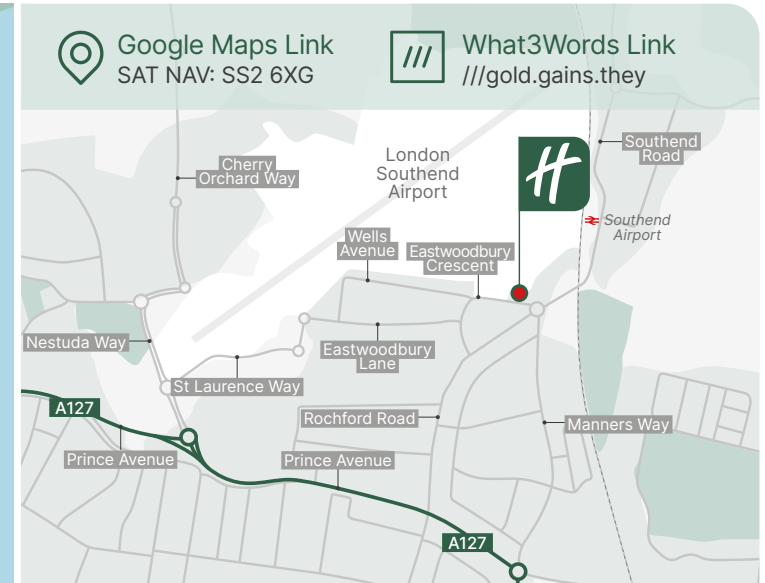 Google Maps Link
SAT NAV: SS2 6XG
What3Words Link
///gold.gains.they
Southend
Road
London
Southend
Airport
Cherry
Orchard Way
Southend
Airport
Wells
Avenue
Eastwoodbury
Crescent
Nestuda Way
Eastwoodbury
Lane
St Laurence Way
A127
Rochford Road
Manners Way
Prince Avenue
Prince Avenue
A127